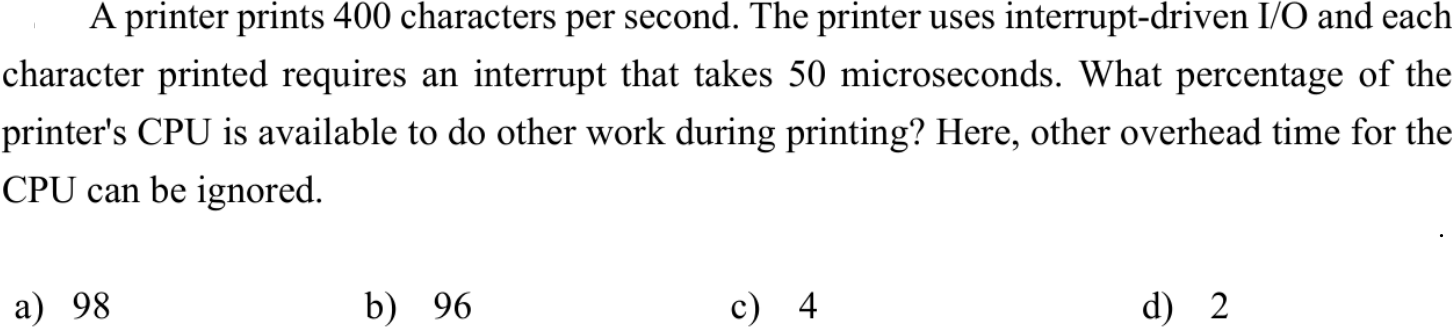 A printer prints 400 characters per second. The printer uses interrupt-driven I/O and each
character printed requires an interrupt that takes 50 microseconds. What percentage of the
printer's CPU is available to do other work during printing? Here, other overhead time for the
CPU can be ignored.
a) 98 b) 96 c) 4 d) 2